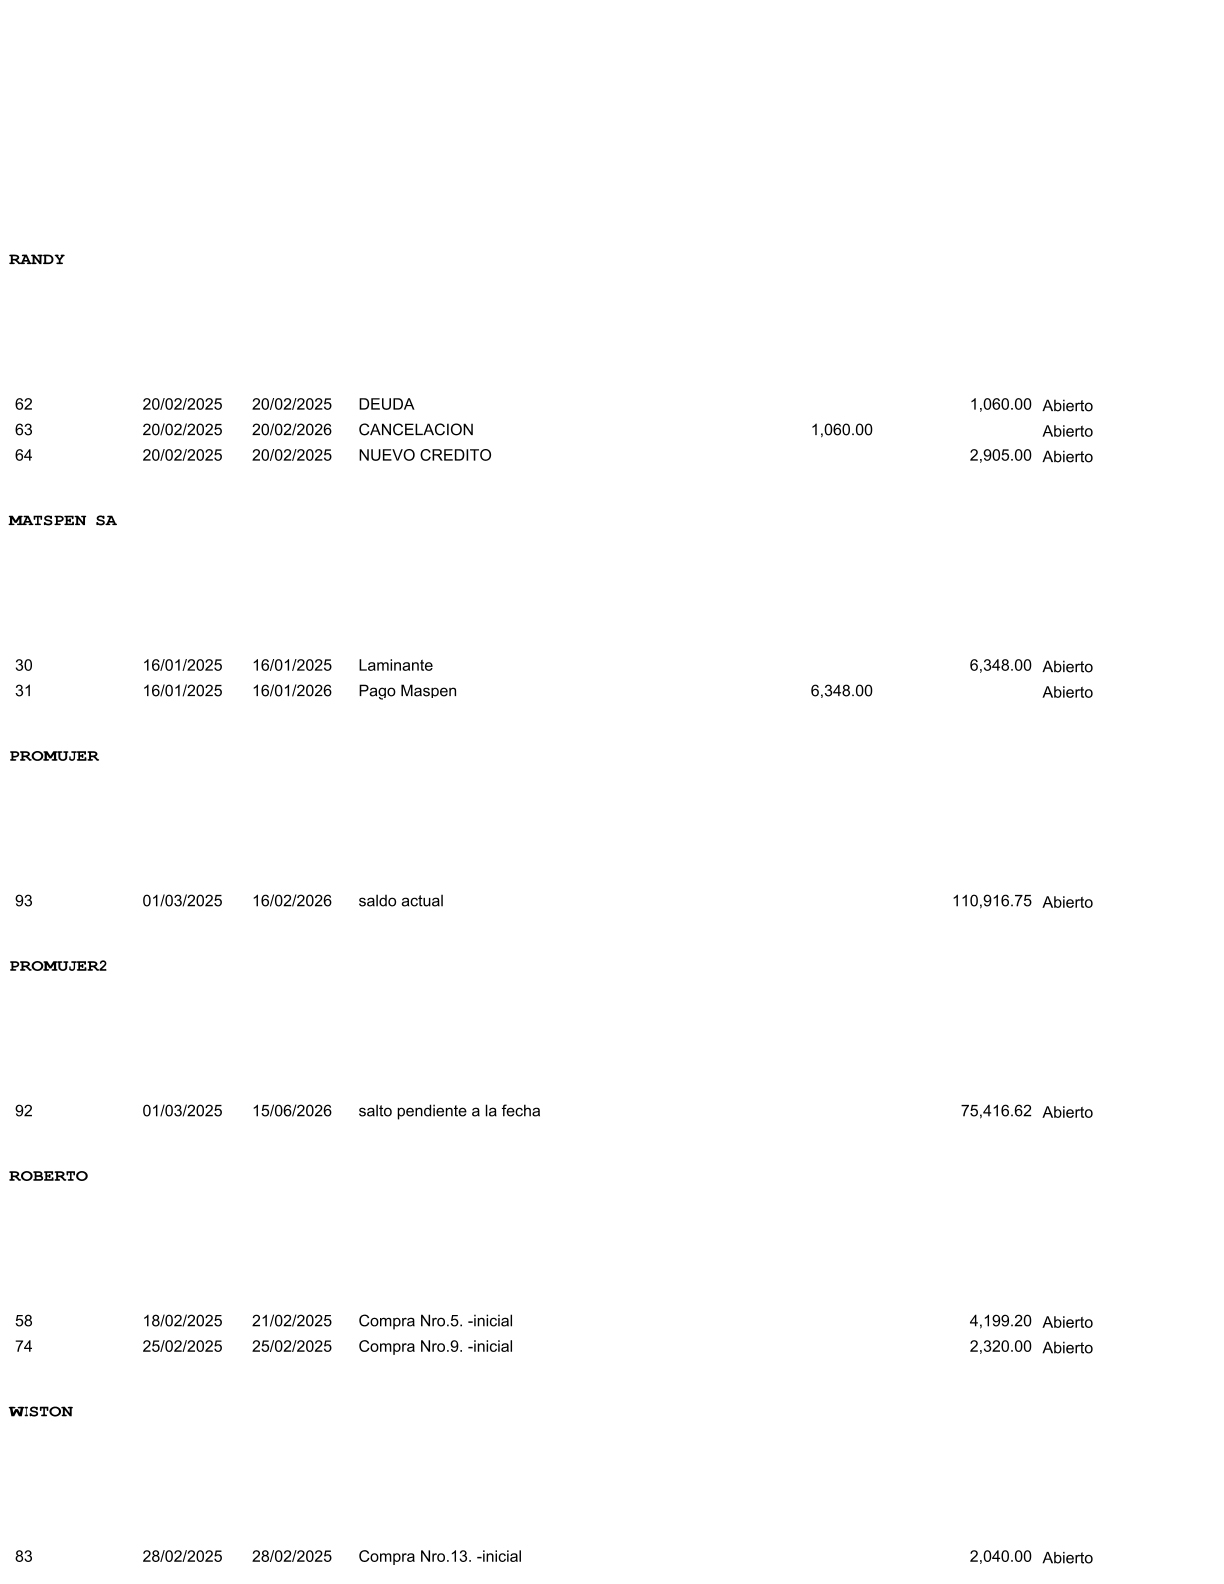 RANDY
62 20/02/2025 20/02/2025 DEUDA 1,060.00 Abierto
63 20/02/2025 20/02/2026 CANCELACION 1,060.00 Abierto
64 20/02/2025 20/02/2025 NUEVO CREDITO 2,905.00 Abierto
MATSPEN SA
30 16/01/2025 16/01/2025 Laminante 6,348.00 Abierto
31 16/01/2025 16/01/2026 Pago Maspen 6,348.00 Abierto
PROMUJER
93 01/03/2025 16/02/2026 saldo actual 110,916.75 Abierto
PROMUJER2
92 01/03/2025 15/06/2026 salto pendiente a la fecha 75,416.62 Abierto
ROBERTO
58 18/02/2025 21/02/2025 Compra Nro.5. -inicial 4,199.20 Abierto
74 25/02/2025 25/02/2025 Compra Nro.9. -inicial 2,320.00 Abierto
WISTON
83 28/02/2025 28/02/2025 Compra Nro.13. -inicial 2,040.00 Abierto